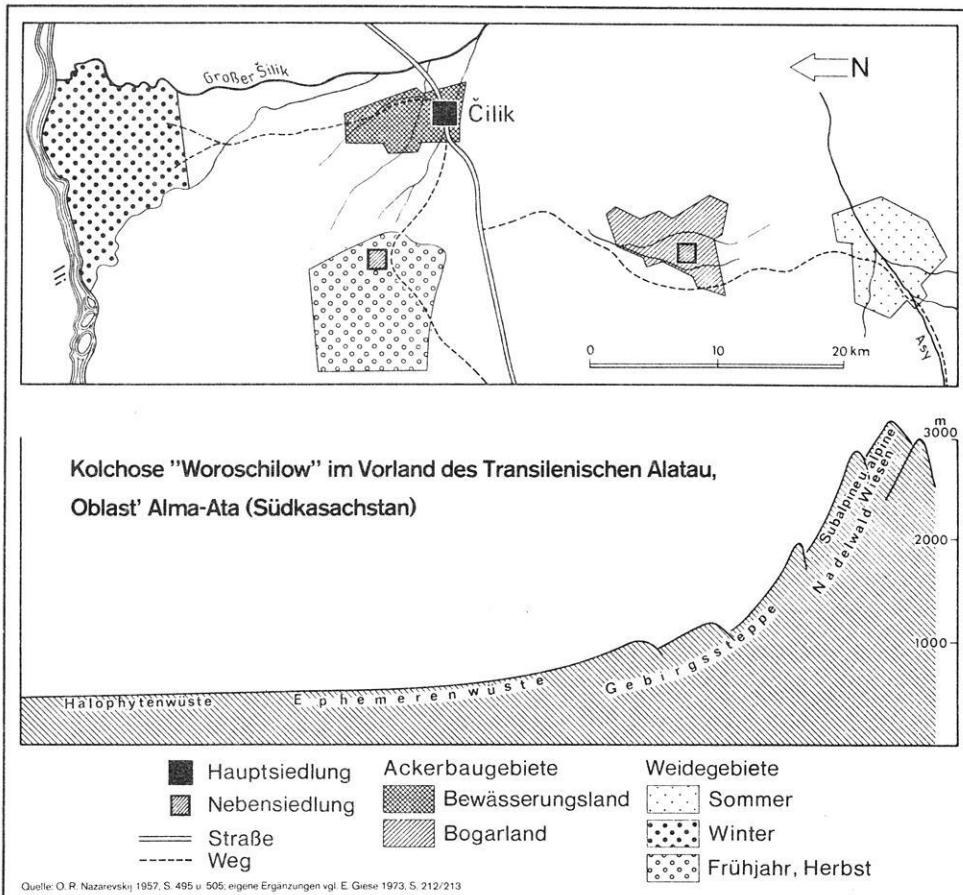 Großer Šilik
N
Čilik
0 10 20 km
Asy
m
3000
2000
1000
Kolchose "Woroschilow" im Vorland des Transilenischen Alatau,
Oblast' Alma-Ata (Südkasachstan)
Halophytenwüste
Ephemerenwüste
Gebirgssteppe
Nadelwald
Subalpine u. alpine
Wiesen
Hauptsiedlung
Nebensiedlung
Straße
Weg
Ackerbaugebiete
Bewässerungsland
Bogarland
Weidegebiete
Sommer
Winter
Frühjahr, Herbst
Quelle: O. R. Nazarevskij 1957, S. 495 u. 505; eigene Ergänzungen vgl. E. Giese 1973, S. 212/213